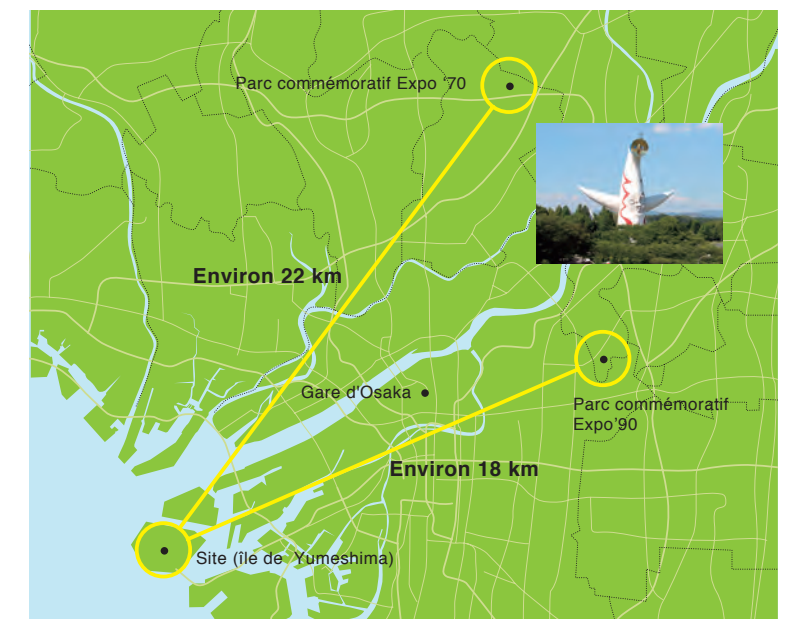 Parc commémoratif Expo ‘70
Environ 22 km
Gare d'Osaka
Parc commémoratif
Expo’90
Environ 18 km
Site (île de Yumeshima)